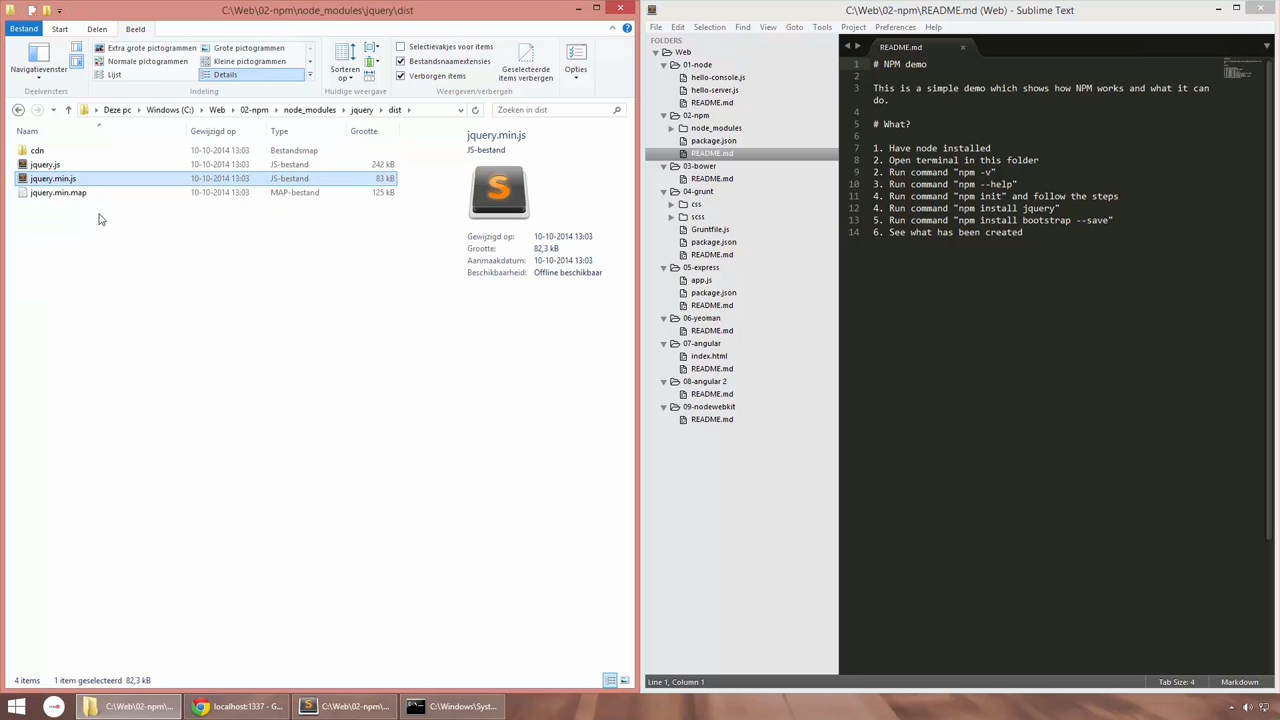 C:\Web\02-npm\node_modules\jquery\dist
Bestand
Start
Delen
Beeld
Navigatievenster
Deelvensters
Extra grote pictogrammen
Grote pictogrammen
Normale pictogrammen
Kleine pictogrammen
Lijst
Details
Indeling
Sorteren op
Huidige weergave
Selectievakjes voor items
Bestandsnaamextensies
Verborgen items
Geselecteerde items verbergen
Weergeven/verbergen
Opties
Deze pc
Windows (C:)
Web
02-npm
node_modules
jquery
dist
Zoeken in dist
Naam
Gewijzigd op
Type
Grootte
cdn 10-10-2014 13:03 Bestandsmap
jquery.js 10-10-2014 13:03 JS-bestand 242 kB
jquery.min.js 10-10-2014 13:03 JS-bestand 83 kB
jquery.min.map 10-10-2014 13:03 MAP-bestand 125 kB
jquery.min.js
JS-bestand
Gewijzigd op: 10-10-2014 13:03
Grootte: 82,3 kB
Aanmaakdatum: 10-10-2014 13:03
Beschikbaarheid: Offline beschikbaar
4 items 1 item geselecteerd 82,3 kB
C:\Web\02-npm\README.md (Web) - Sublime Text
File Edit Selection Find View Goto Tools Project Preferences Help
FOLDERS
Web
01-node
hello-console.js
hello-server.js
README.md
02-npm
node_modules
package.json
README.md
03-bower
README.md
04-grunt
css
scss
Gruntfile.js
package.json
README.md
05-express
app.js
package.json
README.md
06-yeoman
README.md
07-angular
index.html
README.md
08-angular 2
README.md
09-nodewebkit
README.md
README.md
1 # NPM demo
2
3 This is a simple demo which shows how NPM works and what it can
do.
4
5 # What?
6
7 1. Have node installed
8 2. Open terminal in this folder
9 2. Run command "npm -v"
10 3. Run command "npm --help"
11 4. Run command "npm init" and follow the steps
12 4. Run command "npm install jquery"
13 5. Run command "npm install bootstrap --save"
14 6. See what has been created
Line 1, Column 1
Tab Size: 4
Markdown
C:\Web\02-npm\...
localhost:1337 - G...
C:\Web\02-npm\...
C:\Windows\Syst...